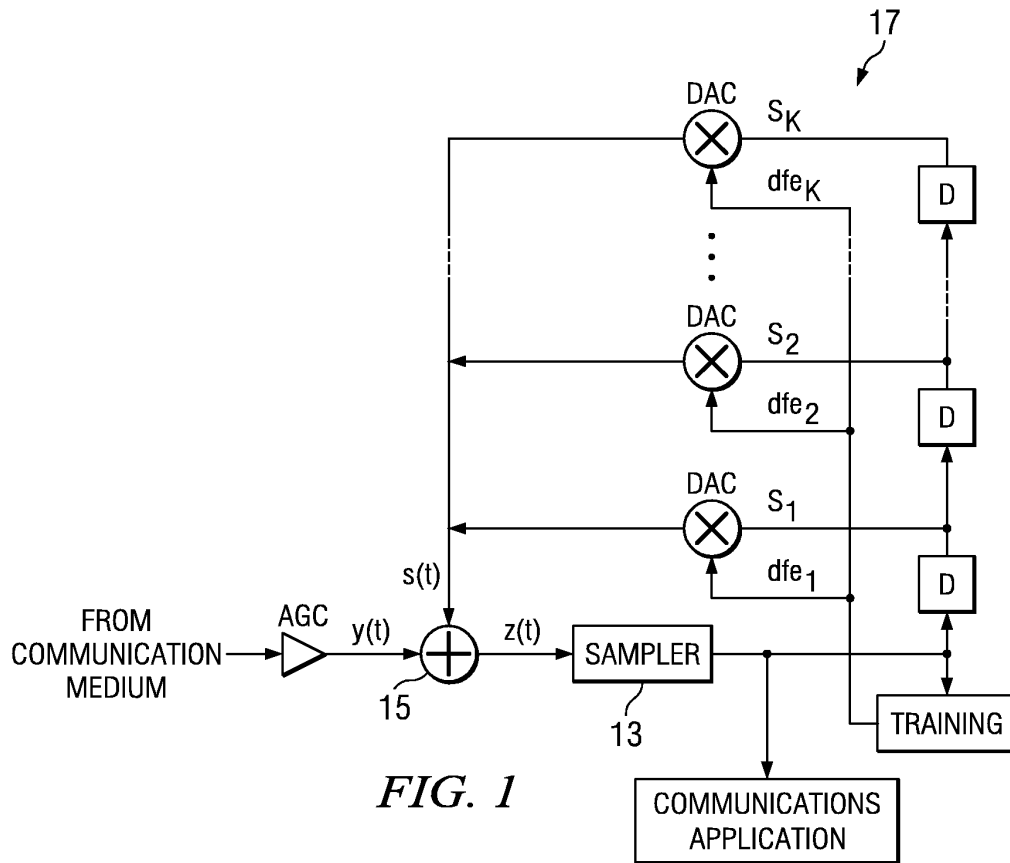 17
DAC
S_K
dfe_K
D
DAC
S_2
dfe_2
D
DAC
S_1
dfe_1
D
s(t)
FROM
COMMUNICATION
MEDIUM
AGC
y(t)
z(t)
SAMPLER
15
13
TRAINING
FIG. 1
COMMUNICATIONS
APPLICATION